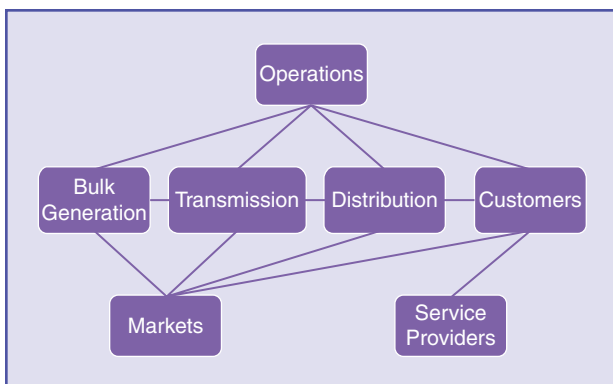 Operations
Bulk
Generation
Transmission
Distribution
Customers
Markets
Service
Providers